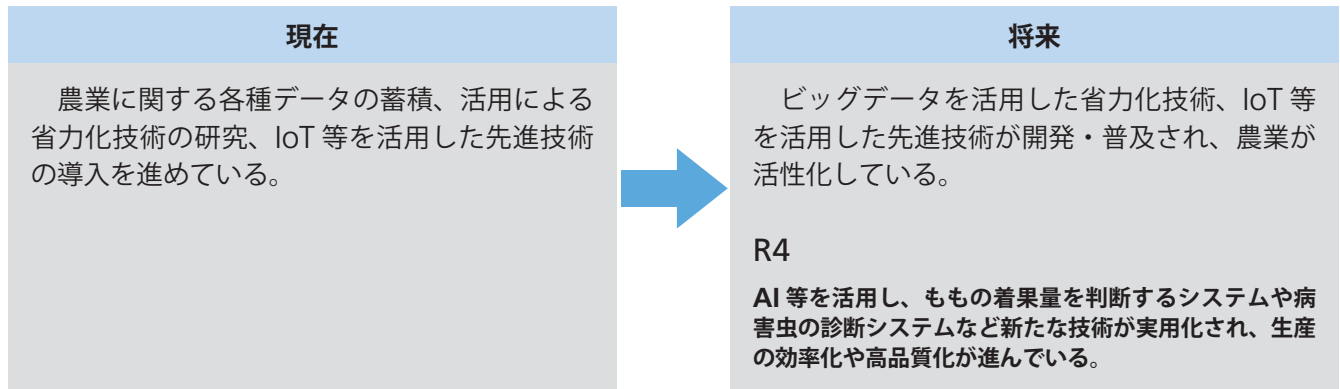 現在
　農業に関する各種データの蓄積、活用による
省力化技術の研究、IoT 等を活用した先進技術
の導入を進めている。
将来
　ビッグデータを活用した省力化技術、IoT 等
を活用した先進技術が開発・普及され、農業が
活性化している。
R4
AI 等を活用し、ももの着果量を判断するシステムや病
害虫の診断システムなど新たな技術が実用化され、生産
の効率化や高品質化が進んでいる。